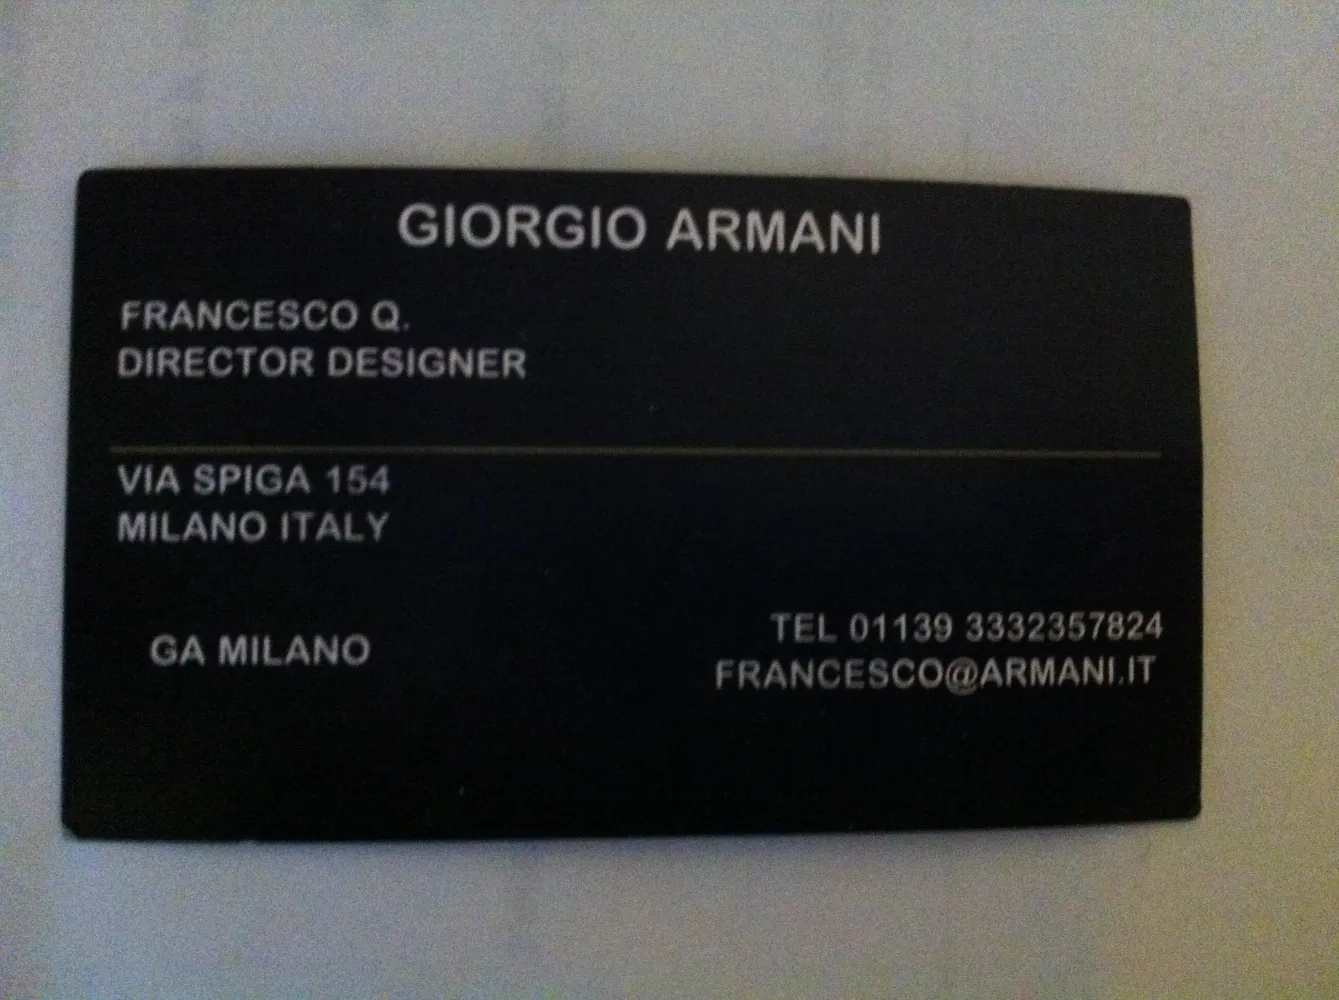 GIORGIO ARMANI
FRANCESCO Q.
DIRECTOR DESIGNER
VIA SPIGA 154
MILANO ITALY
GA MILANO
TEL 01139 3332357824
FRANCESCO@ARMANI.IT